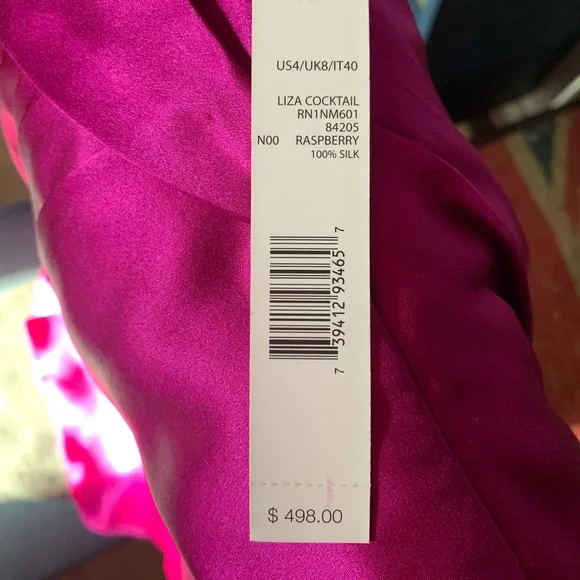 US4/UK8/IT40
LIZA COCKTAIL
RN1NM601
84205
N00 RASPBERRY
100% SILK
7 39412 93465 7
$ 498.00